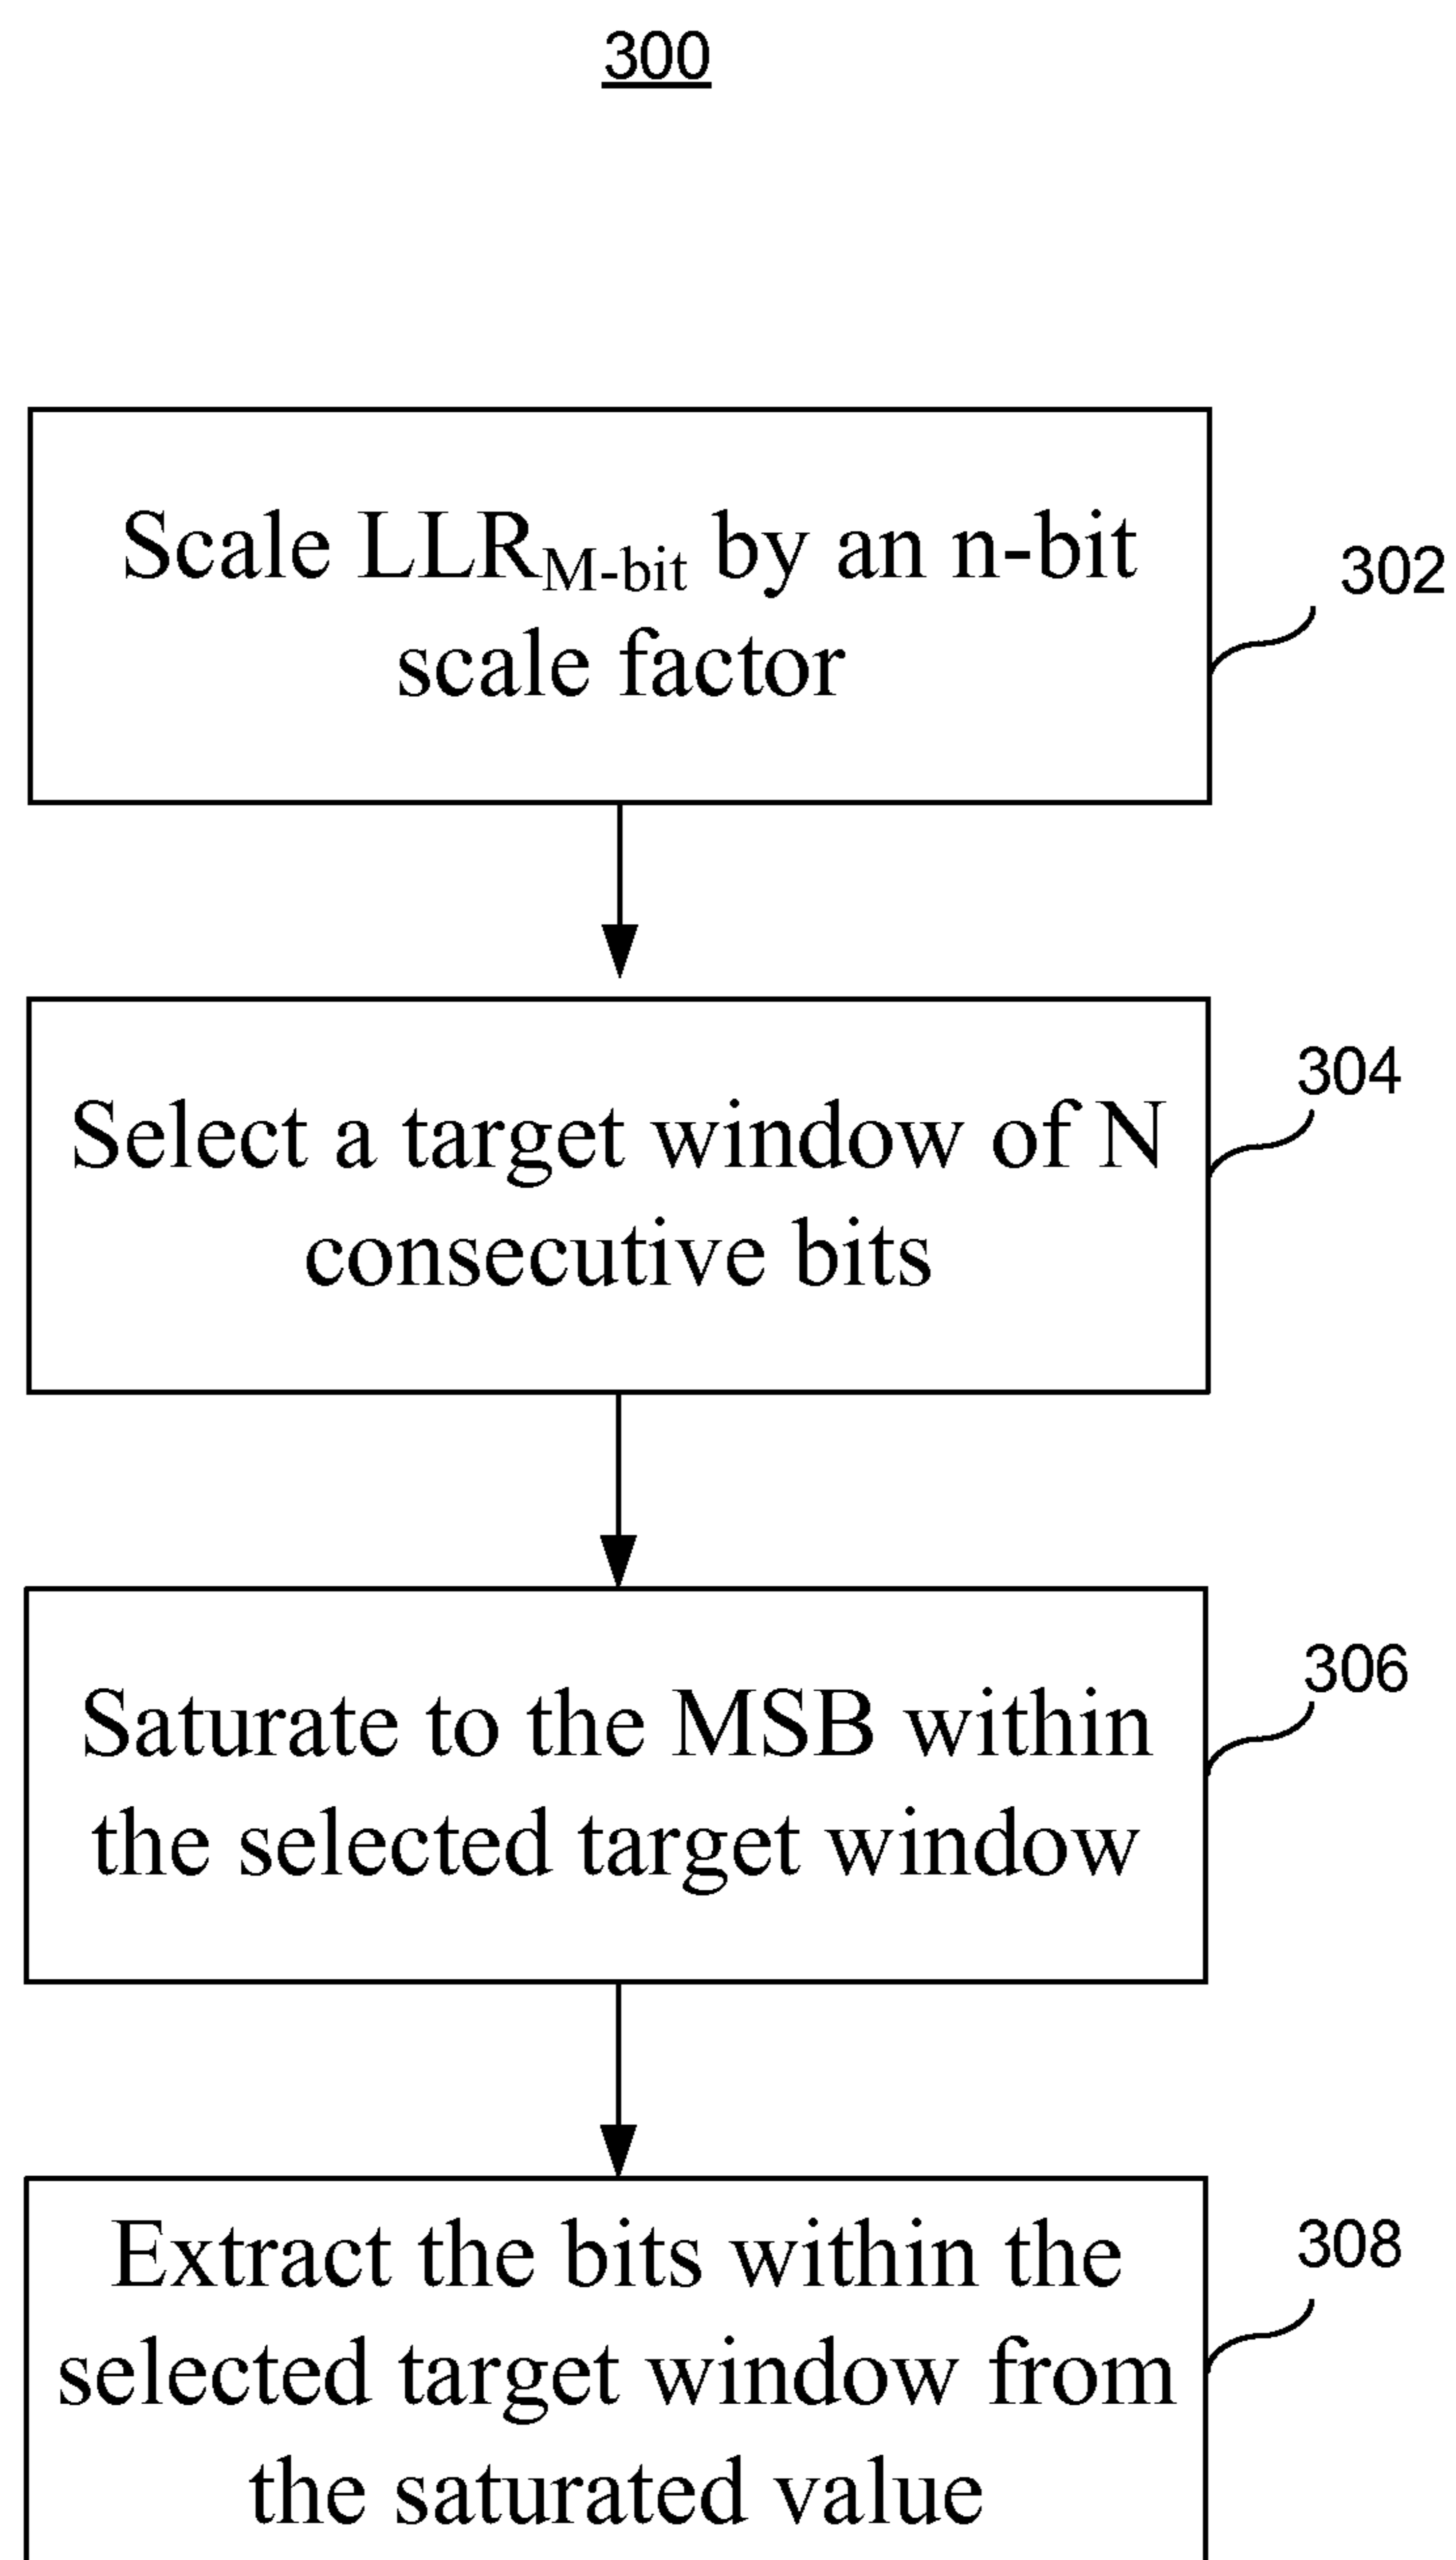 300
Scale LLRM-bit by an n-bit
scale factor
302
Select a target window of N
consecutive bits
304
Saturate to the MSB within
the selected target window
306
Extract the bits within the
selected target window from
the saturated value
308